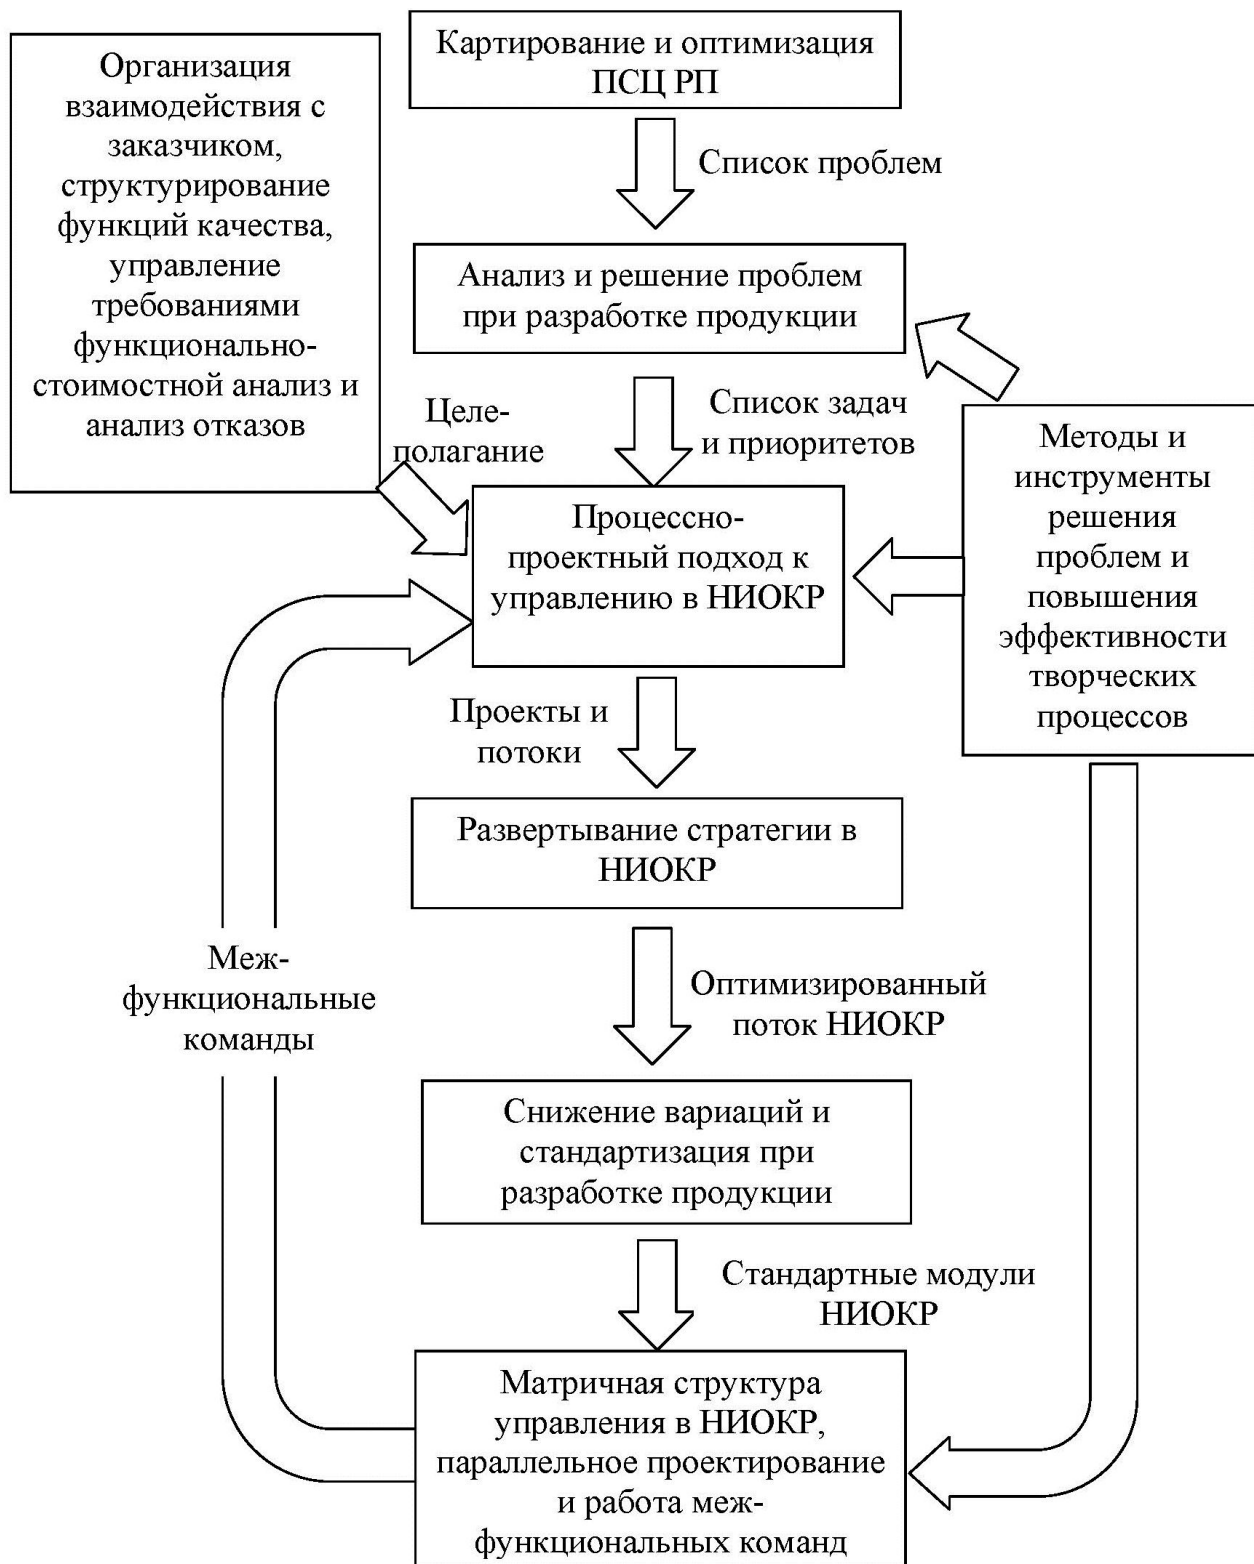 Картирование и оптимизация
ПСЦ РП
Организация
взаимодействия с
заказчиком,
структурирование
функций качества,
управление
требованиями
функционально-
стоимостной анализ и
анализ отказов
Список проблем
Анализ и решение проблем
при разработке продукции
Целе-
полагание
Список задач
и приоритетов
Методы и
инструменты
решения
проблем и
повышения
эффективности
творческих
процессов
Процессно-
проектный подход к
управлению в НИОКР
Проекты и
потоки
Развертывание стратегии в
НИОКР
Меж-
функциональные
команды
Оптимизированный
поток НИОКР
Снижение вариаций и
стандартизация при
разработке продукции
Стандартные модули
НИОКР
Матричная структура
управления в НИОКР,
параллельное проектирование
и работа меж-
функциональных команд